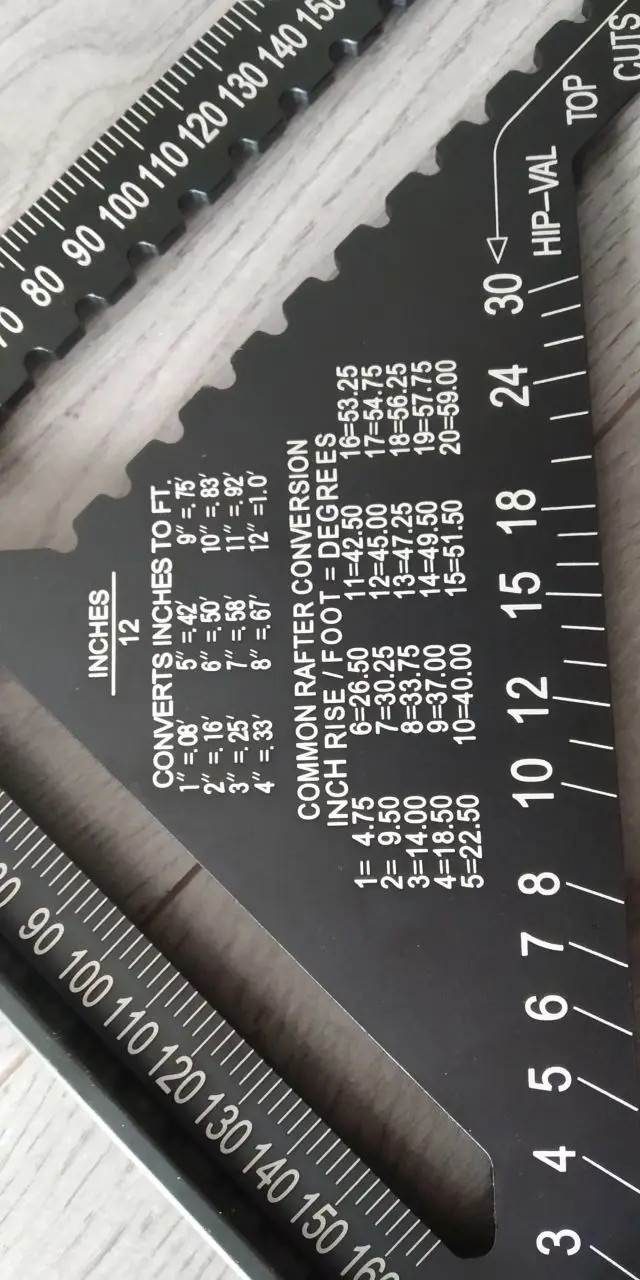 INCHES
12
CONVERTS INCHES TO FT.
1″ =.08′ 5″ =.42′ 9″ =.75′
2″ =.16′ 6″ =.50′ 10″ =.83′
3″ =.25′ 7″ =.58′ 11″ =.92′
4″ =.33′ 8″ =.67′ 12″ =1.0′
COMMON RAFTER CONVERSION
INCH RISE / FOOT = DEGREES
1= 4.75 6=26.50 11=42.50 16=53.25
2= 9.50 7=30.25 12=45.00 17=54.75
3=14.00 8=33.75 13=47.25 18=56.25
4=18.50 9=37.00 14=49.50 19=57.75
5=22.50 10=40.00 15=51.50 20=59.00
3 4 5 6 7 8 10 12 15 18 24 30
HIP-VAL
TOP
CUTS
80 90 100 110 120 130 140 150
90 100 110 120 130 140 150 160